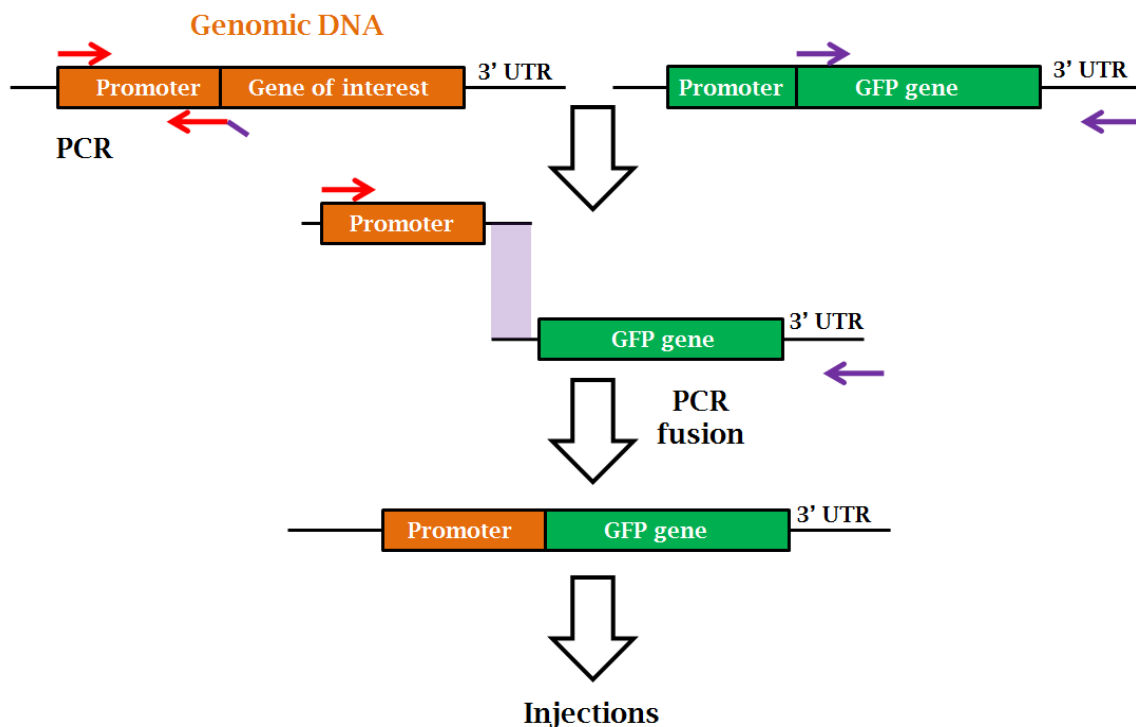 Genomic DNA
Promoter
Gene of interest
3’ UTR
Promoter
GFP gene
3’ UTR
PCR
Promoter
GFP gene
3’ UTR
PCR
fusion
Promoter
GFP gene
3’ UTR
Injections